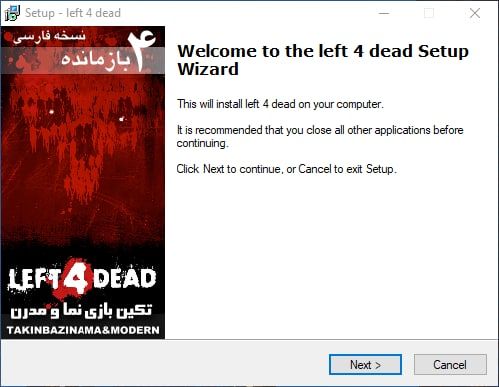 Setup - left 4 dead
نسخه فارسی
۴ بازمانده
LEFT 4 DEAD
تکین بازی نما و مدرن
TAKINBAZINAMA&MODERN
Welcome to the left 4 dead Setup
Wizard
This will install left 4 dead on your computer.
It is recommended that you close all other applications before
continuing.
Click Next to continue, or Cancel to exit Setup.
Next >
Cancel